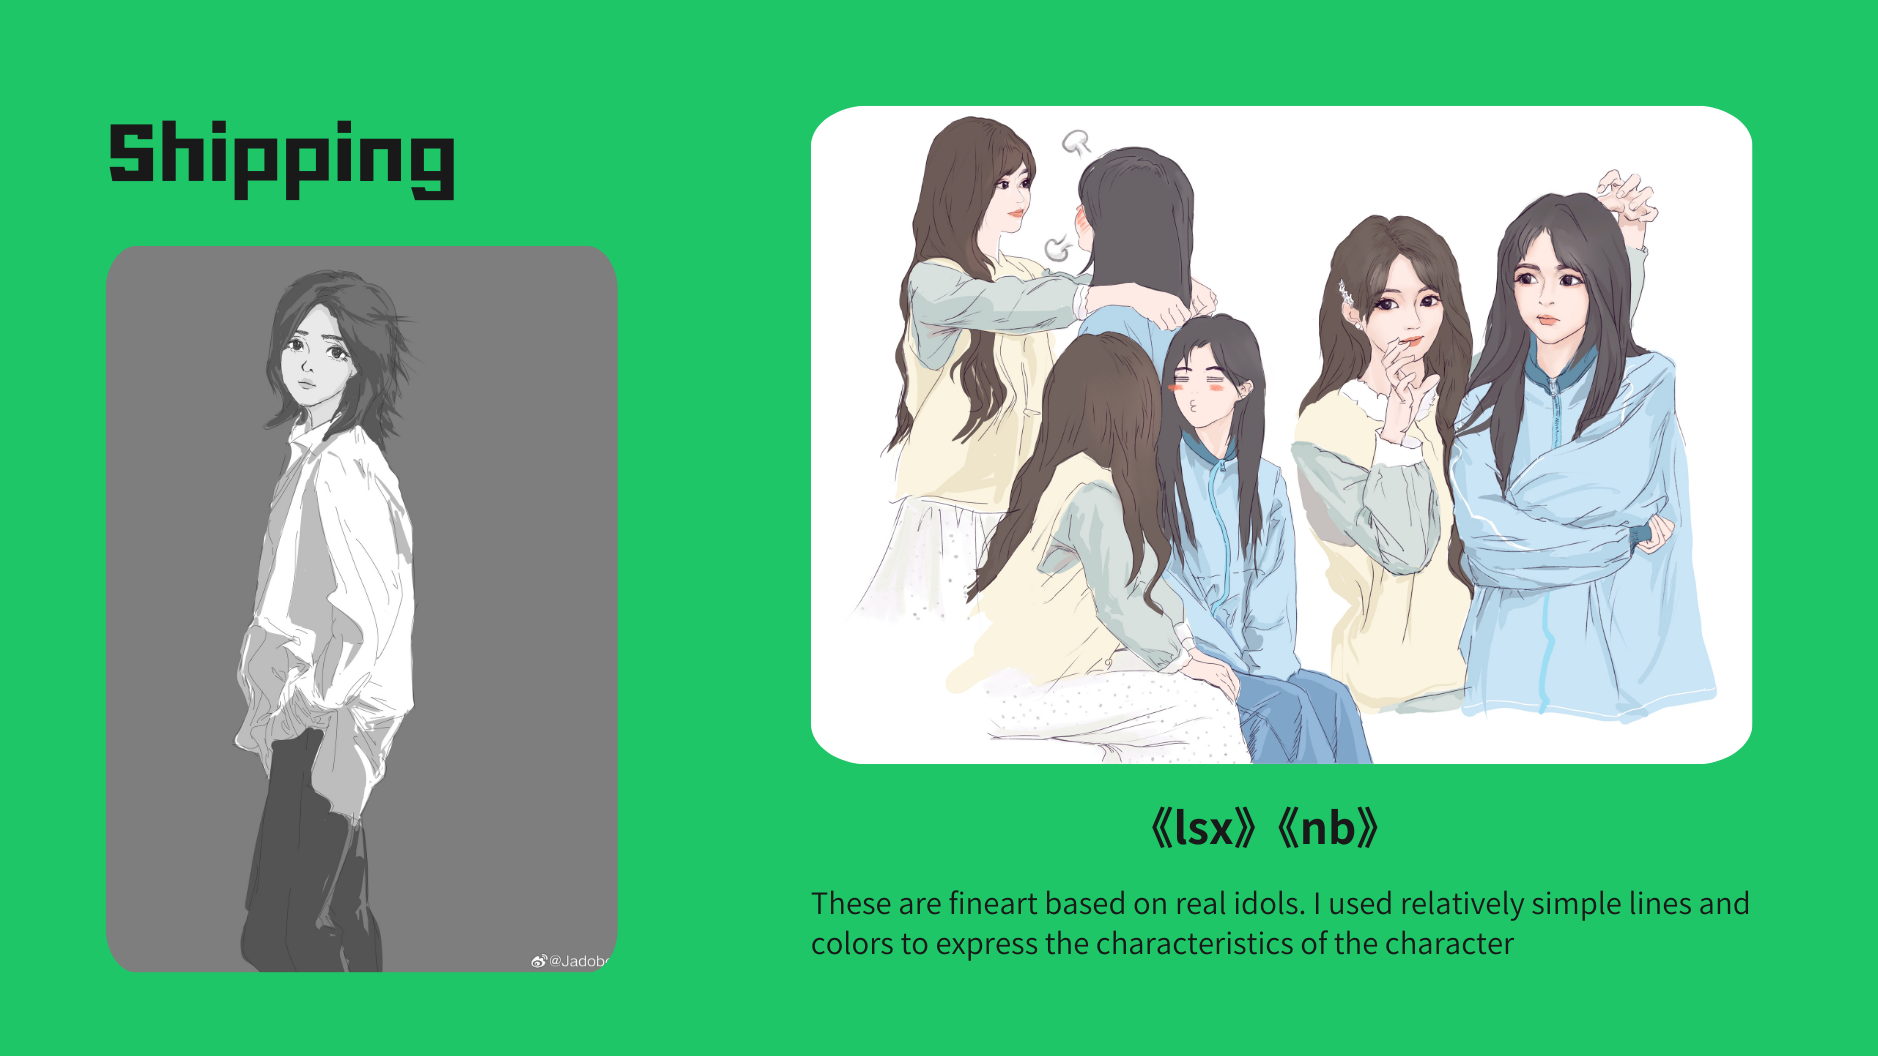 Shipping
@Jadob
《lsx》《nb》
These are fineart based on real idols. I used relatively simple lines and
colors to express the characteristics of the character